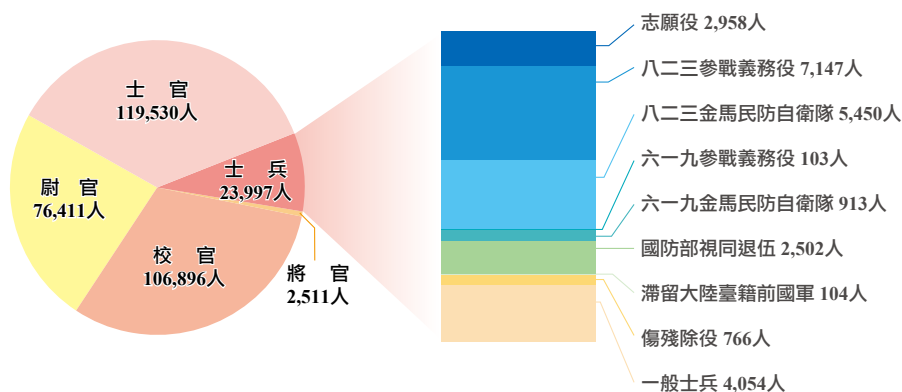 士　官
119,530人
士　兵
23,997人
尉　官
76,411人
校　官
106,896人
將　官
2,511人
志願役 2,958人
八二三參戰義務役 7,147人
八二三金馬民防自衛隊 5,450人
六一九參戰義務役 103人
六一九金馬民防自衛隊 913人
國防部視同退伍 2,502人
滯留大陸臺籍前國軍 104人
傷殘除役 766人
一般士兵 4,054人